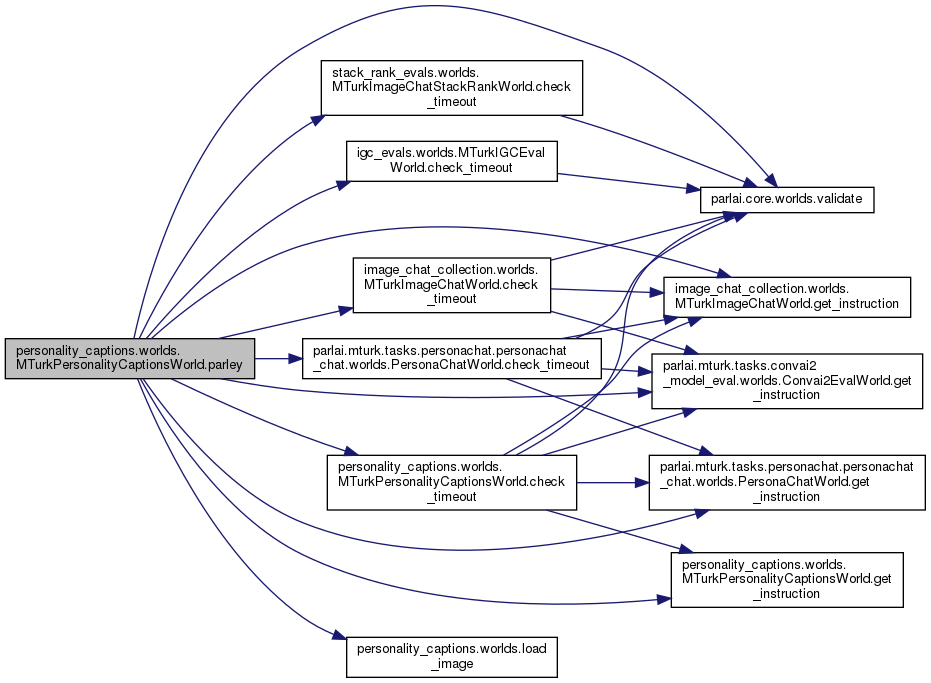 stack_rank_evals.worlds.
MTurkImageChatStackRankWorld.check
_timeout
igc_evals.worlds.MTurkIGCEval
World.check_timeout
parlai.core.worlds.validate
image_chat_collection.worlds.
MTurkImageChatWorld.check
_timeout
image_chat_collection.worlds.
MTurkImageChatWorld.get_instruction
personality_captions.worlds.
MTurkPersonalityCaptionsWorld.parley
parlai.mturk.tasks.personachat.personachat
_chat.worlds.PersonaChatWorld.check_timeout
parlai.mturk.tasks.convai2
_model_eval.worlds.Convai2EvalWorld.get
_instruction
personality_captions.worlds.
MTurkPersonalityCaptionsWorld.check
_timeout
parlai.mturk.tasks.personachat.personachat
_chat.worlds.PersonaChatWorld.get
_instruction
personality_captions.worlds.
MTurkPersonalityCaptionsWorld.get
_instruction
personality_captions.worlds.load
_image